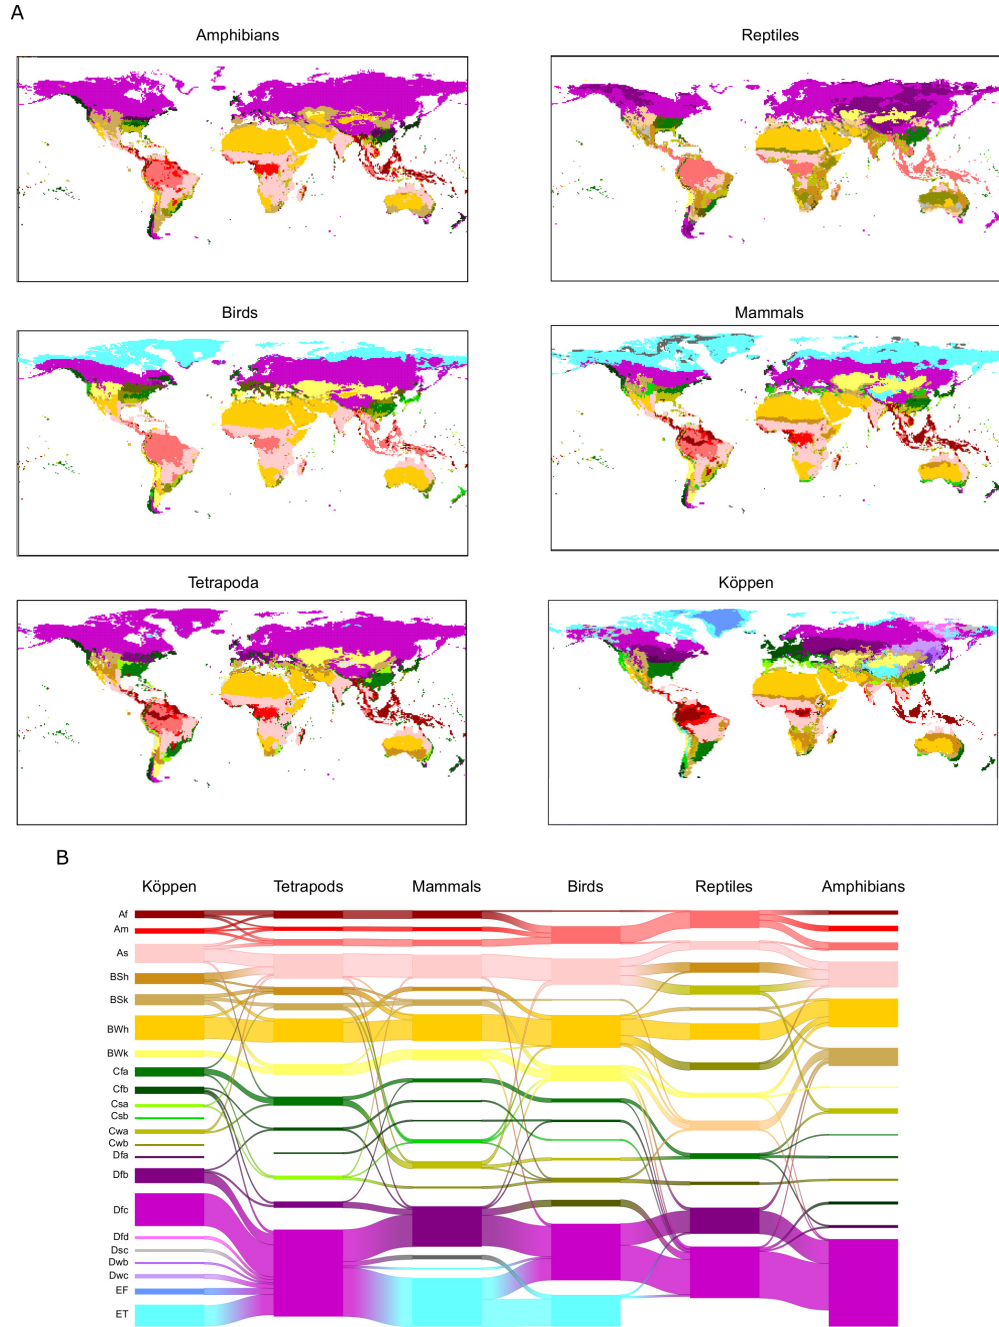 A
Amphibians Reptiles
Birds Mammals
Tetrapoda Köppen
B
Köppen Tetrapods Mammals Birds Reptiles Amphibians
Af
Am
As
BSh
BSk
BWh
BWk
Cfa
Cfb
Csa
Csb
Cwa
Cwb
Dfa
Dfb
Dfc
Dfd
Dsc
Dwb
Dwc
EF
ET